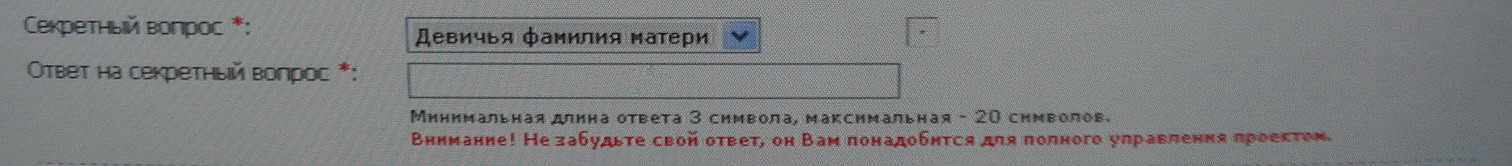 Секретный вопрос *: Девичья фамилия матери -
Ответ на секретный вопрос *:
Минимальная длина ответа 3 символа, максимальная - 20 символов.
Внимание! Не забудьте свой ответ, он Вам понадобится для полного управления проектом.